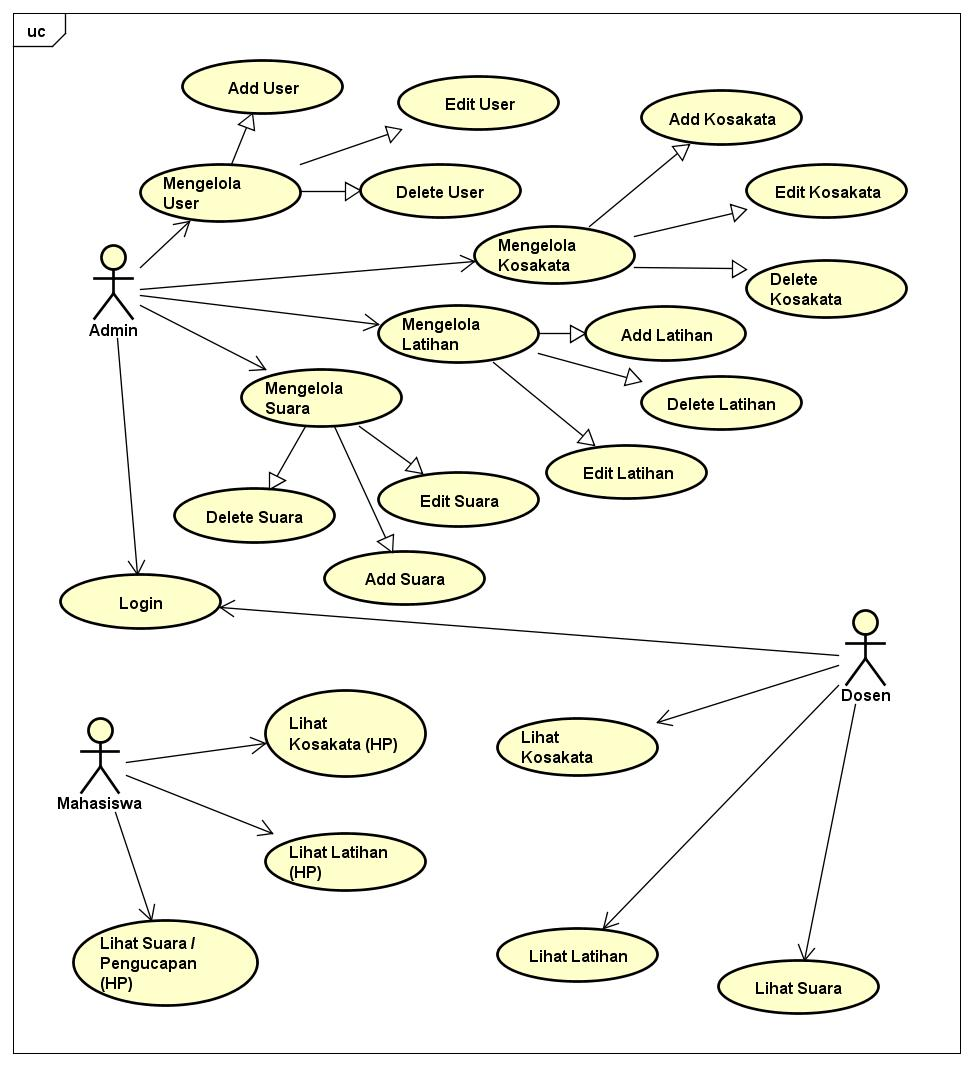 uc
Add User
Edit User
Add Kosakata
Mengelola
User
Delete User
Edit Kosakata
Mengelola
Kosakata
Delete
Kosakata
Admin
Mengelola
Latihan
Add Latihan
Mengelola
Suara
Delete Latihan
Edit Latihan
Edit Suara
Delete Suara
Add Suara
Login
Dosen
Lihat
Kosakata (HP)
Lihat
Kosakata
Mahasiswa
Lihat Latihan
(HP)
Lihat Suara /
Pengucapan
(HP)
Lihat Latihan
Lihat Suara